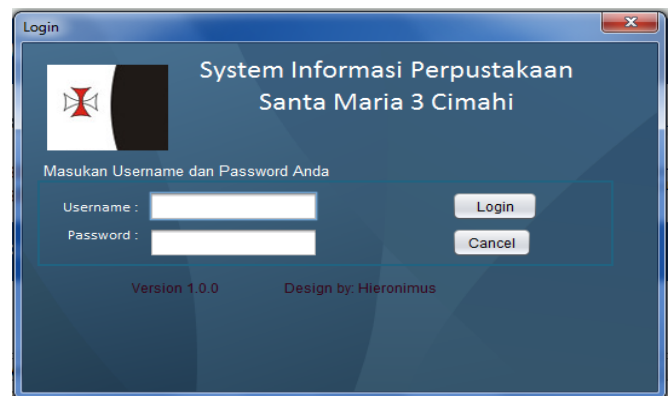 Login
System Informasi Perpustakaan
Santa Maria 3 Cimahi
Masukan Username dan Password Anda
Username :
Login
Password :
Cancel
Version 1.0.0 Design by: Hieronimus